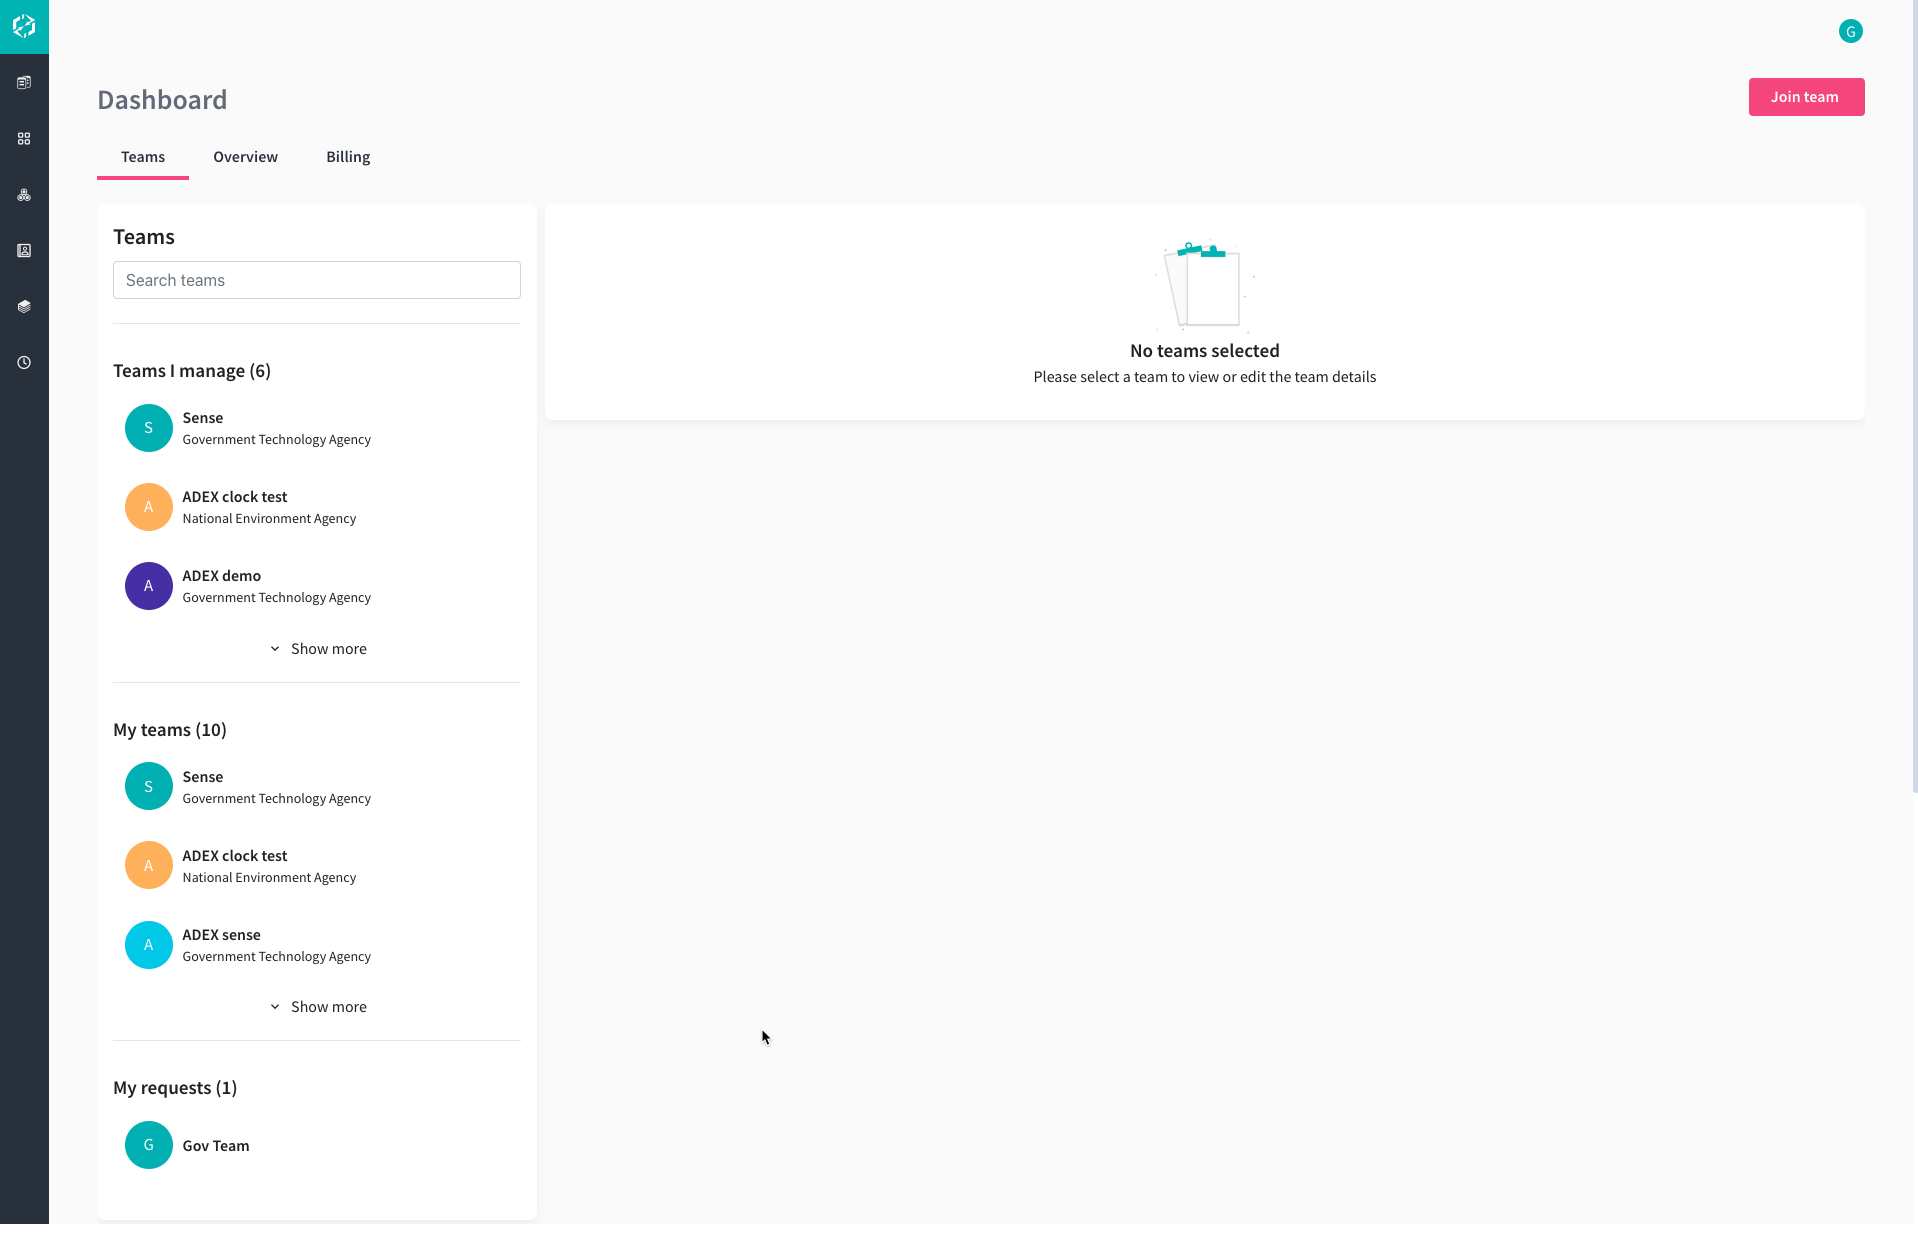 G
Dashboard
Join team
Teams
Overview
Billing
Teams
Search teams
Teams I manage (6)
S
Sense
Government Technology Agency
A
ADEX clock test
National Environment Agency
A
ADEX demo
Government Technology Agency
Show more
My teams (10)
S
Sense
Government Technology Agency
A
ADEX clock test
National Environment Agency
A
ADEX sense
Government Technology Agency
Show more
My requests (1)
G
Gov Team
No teams selected
Please select a team to view or edit the team details